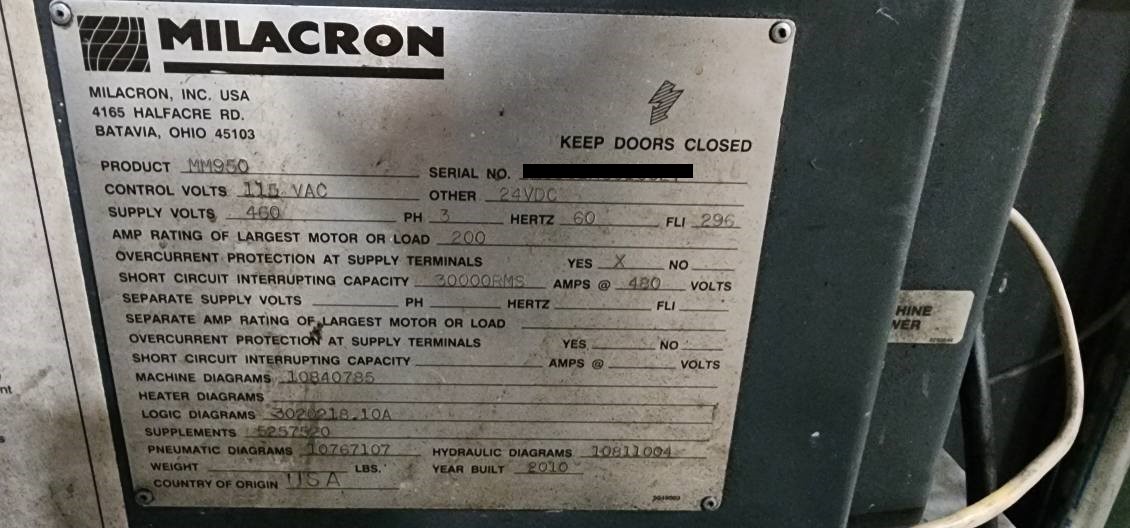 MILACRON
MILACRON, INC. USA
4165 HALFACRE RD.
BATAVIA, OHIO 45103
KEEP DOORS CLOSED
PRODUCT MM950 SERIAL NO.
CONTROL VOLTS 115 VAC OTHER 24VDC
SUPPLY VOLTS 460 PH 3 HERTZ 60 FLI 296
AMP RATING OF LARGEST MOTOR OR LOAD 200
OVERCURRENT PROTECTION AT SUPPLY TERMINALS YES X NO
SHORT CIRCUIT INTERRUPTING CAPACITY 30000RMS AMPS @ 480 VOLTS
SEPARATE SUPPLY VOLTS PH HERTZ FLI
SEPARATE AMP RATING OF LARGEST MOTOR OR LOAD
OVERCURRENT PROTECTION AT SUPPLY TERMINALS YES NO
SHORT CIRCUIT INTERRUPTING CAPACITY AMPS @ VOLTS
MACHINE DIAGRAMS 10840785
HEATER DIAGRAMS
LOGIC DIAGRAMS 3020218.10A
SUPPLEMENTS 5257520
PNEUMATIC DIAGRAMS 10767107 HYDRAULIC DIAGRAMS 10811004
WEIGHT LBS. YEAR BUILT 2010
COUNTRY OF ORIGIN USA
HINE
WER